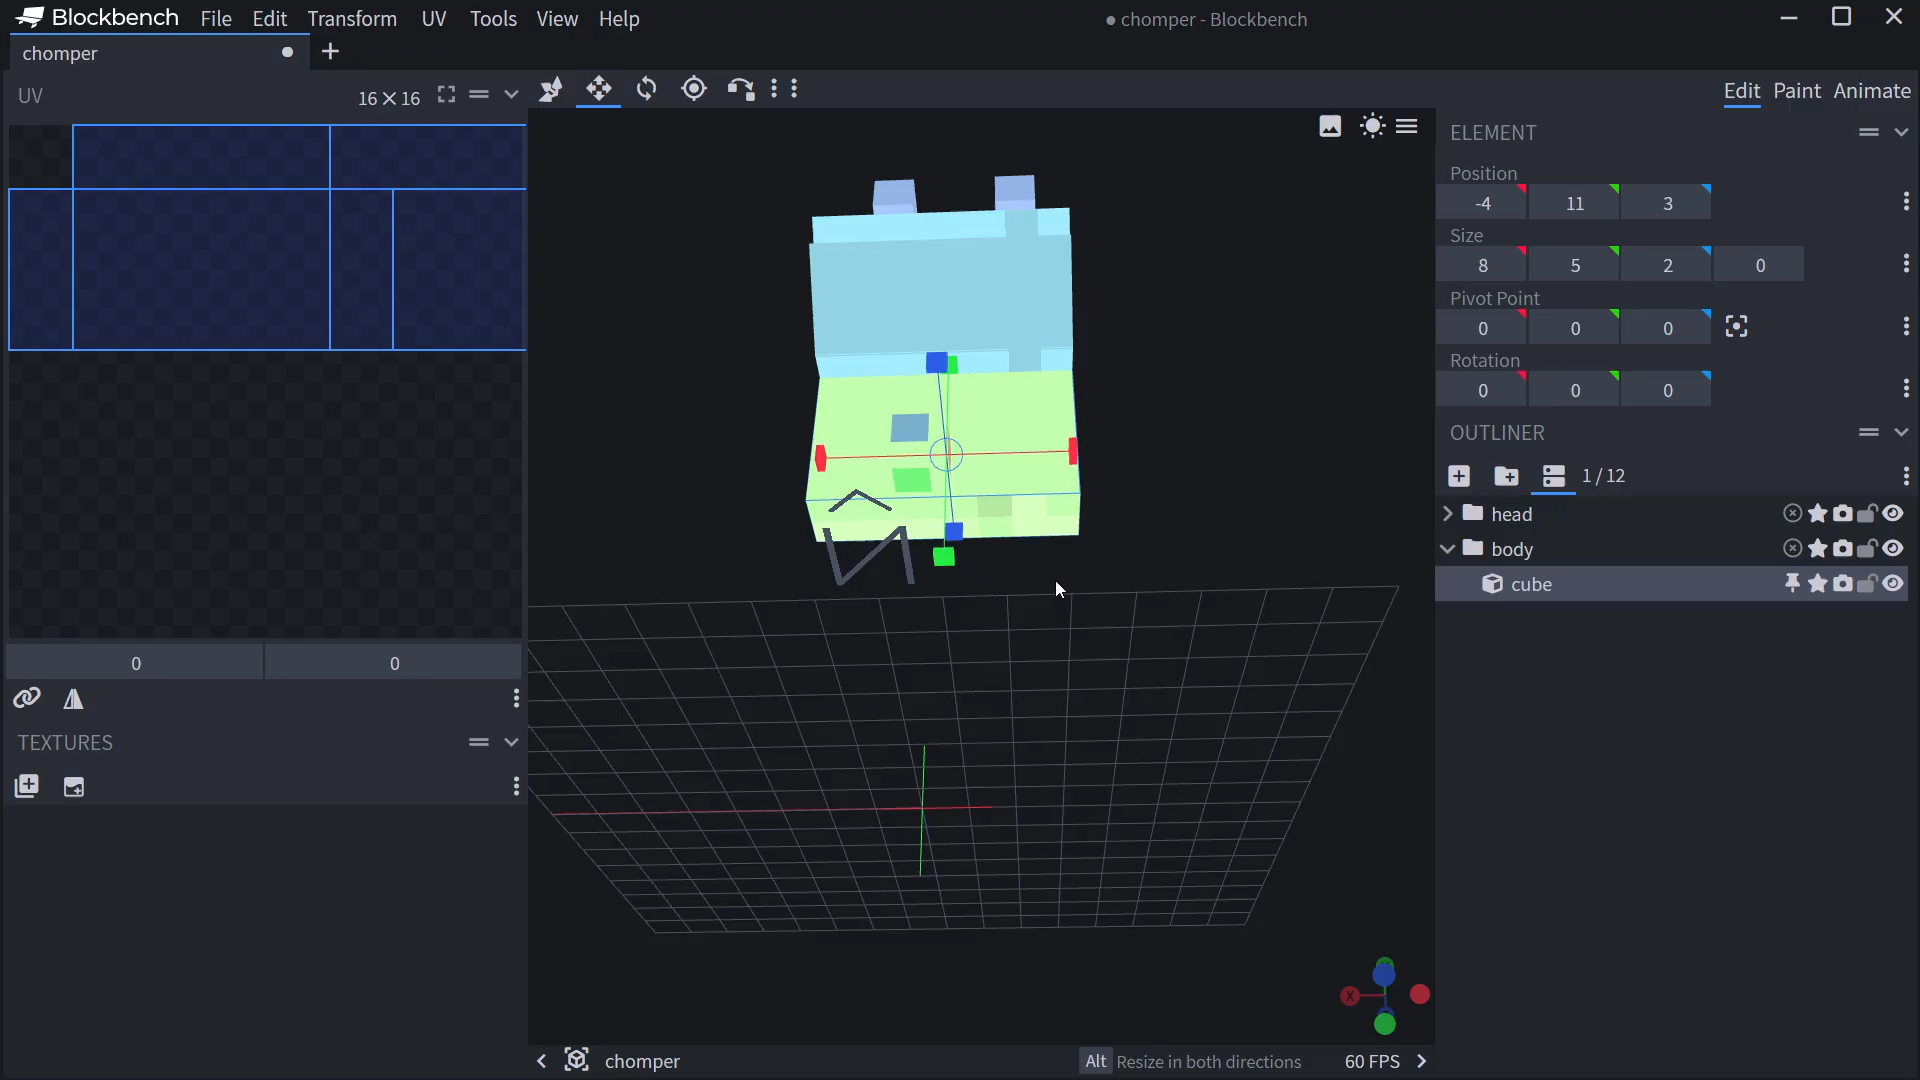 Blockbench File Edit Transform UV Tools View Help
● chomper - Blockbench
chomper
UV
16×16
Edit Paint Animate
ELEMENT
Position
-4 11 3
Size
8 5 2 0
Pivot Point
0 0 0
Rotation
0 0 0
OUTLINER
1 / 12
head
body
cube
0 0
TEXTURES
X
chomper
Alt Resize in both directions
60 FPS